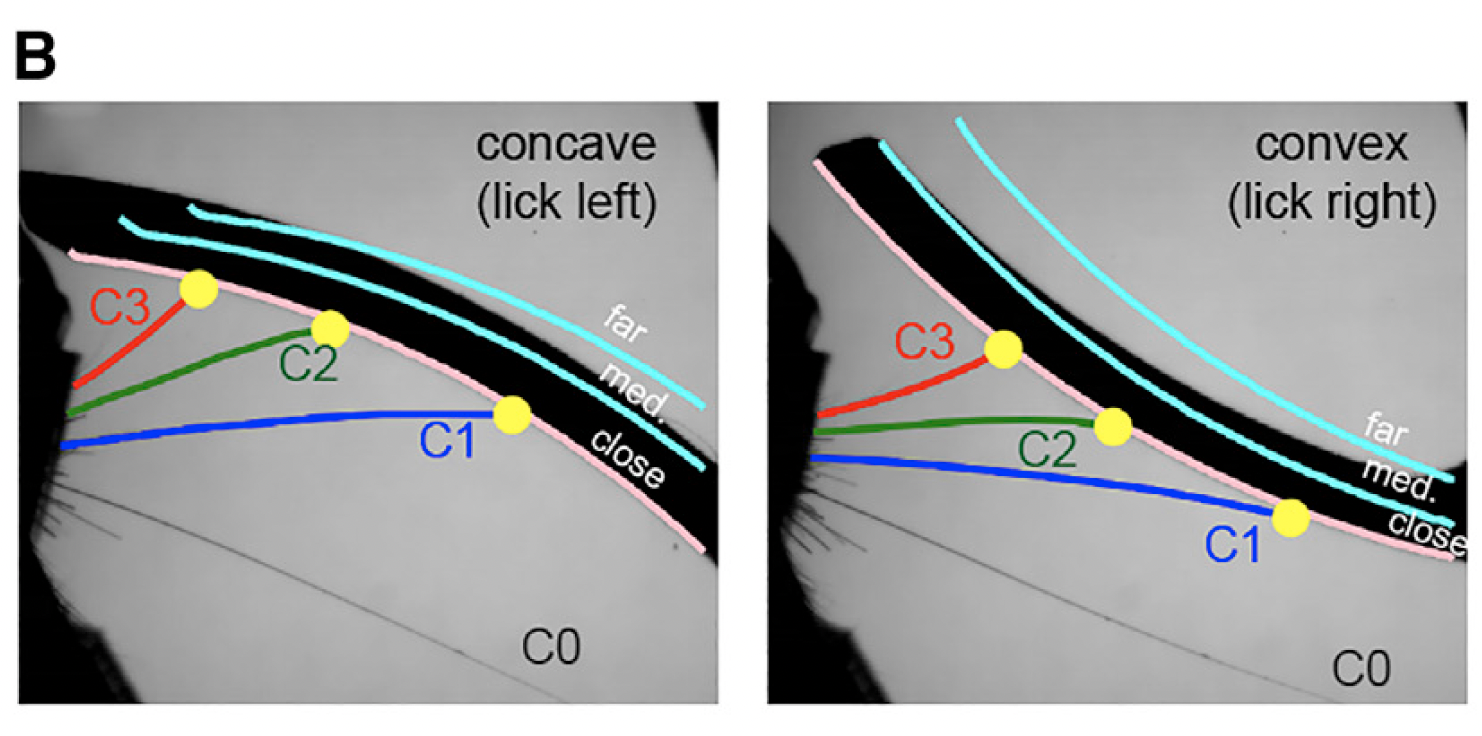 B
concave
(lick left)
C3
C2
C1
far
med.
close
C0
convex
(lick right)
C3
C2
C1
far
med.
close
C0